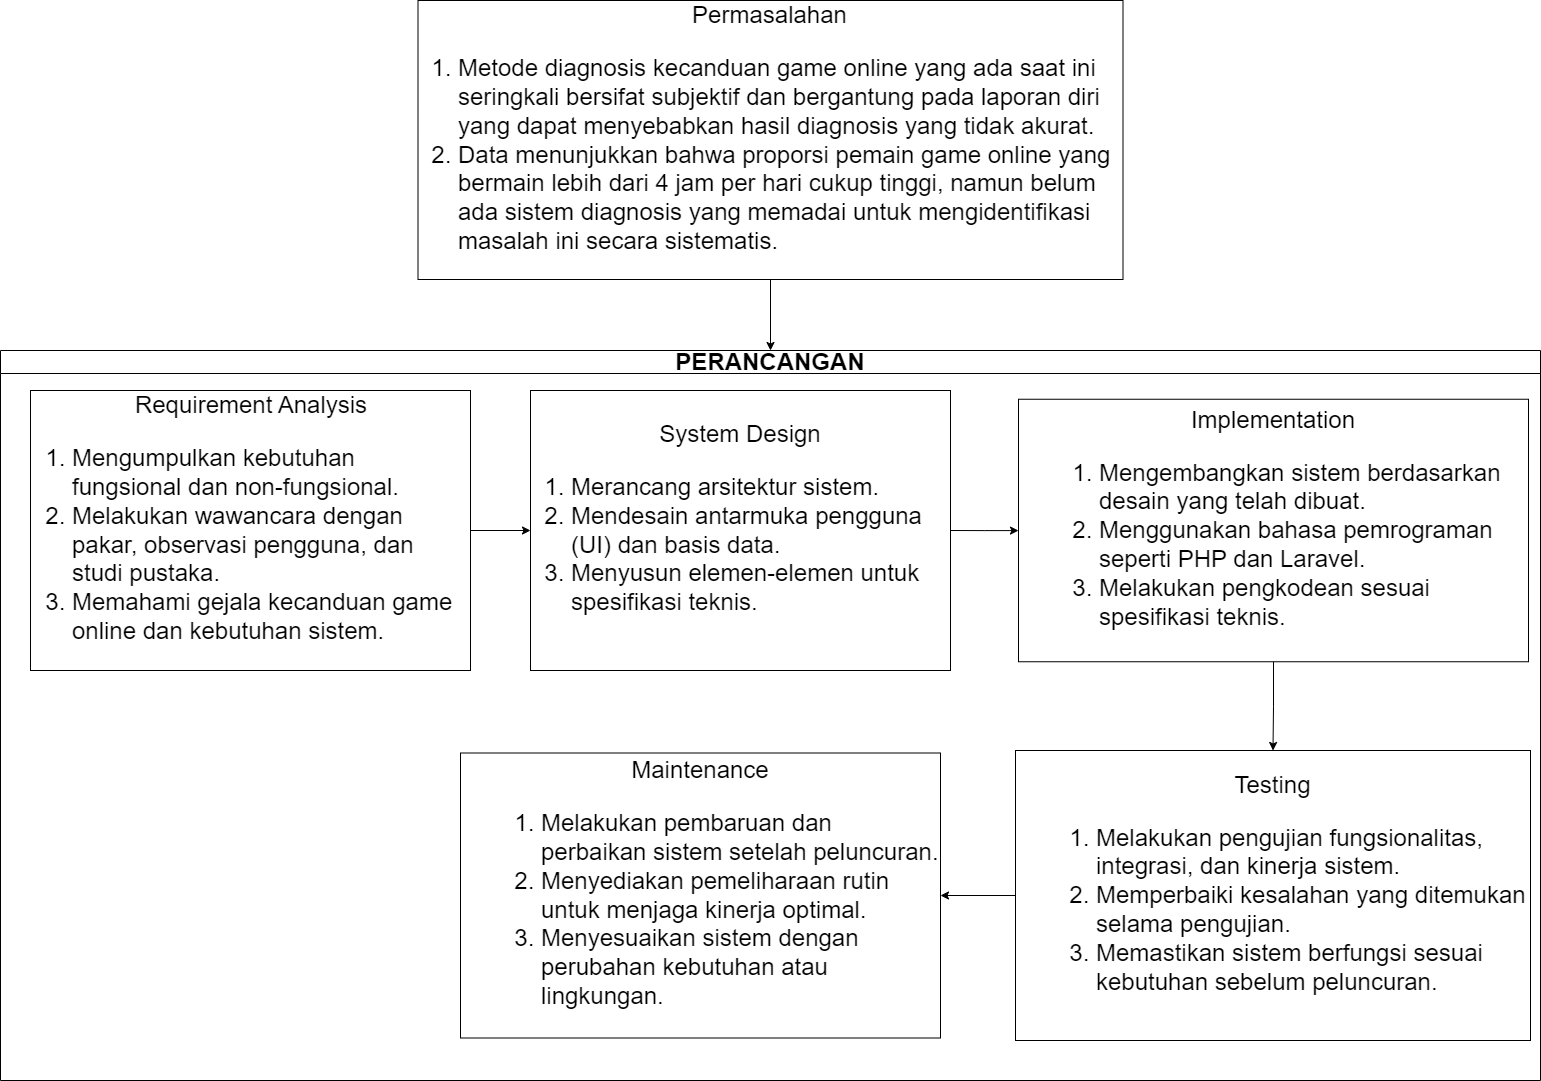 Permasalahan
1. Metode diagnosis kecanduan game online yang ada saat ini
seringkali bersifat subjektif dan bergantung pada laporan diri
yang dapat menyebabkan hasil diagnosis yang tidak akurat.
2. Data menunjukkan bahwa proporsi pemain game online yang
bermain lebih dari 4 jam per hari cukup tinggi, namun belum
ada sistem diagnosis yang memadai untuk mengidentifikasi
masalah ini secara sistematis.
PERANCANGAN
Requirement Analysis
1. Mengumpulkan kebutuhan
fungsional dan non-fungsional.
2. Melakukan wawancara dengan
pakar, observasi pengguna, dan
studi pustaka.
3. Memahami gejala kecanduan game
online dan kebutuhan sistem.
System Design
1. Merancang arsitektur sistem.
2. Mendesain antarmuka pengguna
(UI) dan basis data.
3. Menyusun elemen-elemen untuk
spesifikasi teknis.
Implementation
1. Mengembangkan sistem berdasarkan
desain yang telah dibuat.
2. Menggunakan bahasa pemrograman
seperti PHP dan Laravel.
3. Melakukan pengkodean sesuai
spesifikasi teknis.
Testing
1. Melakukan pengujian fungsionalitas,
integrasi, dan kinerja sistem.
2. Memperbaiki kesalahan yang ditemukan
selama pengujian.
3. Memastikan sistem berfungsi sesuai
kebutuhan sebelum peluncuran.
Maintenance
1. Melakukan pembaruan dan
perbaikan sistem setelah peluncuran.
2. Menyediakan pemeliharaan rutin
untuk menjaga kinerja optimal.
3. Menyesuaikan sistem dengan
perubahan kebutuhan atau
lingkungan.